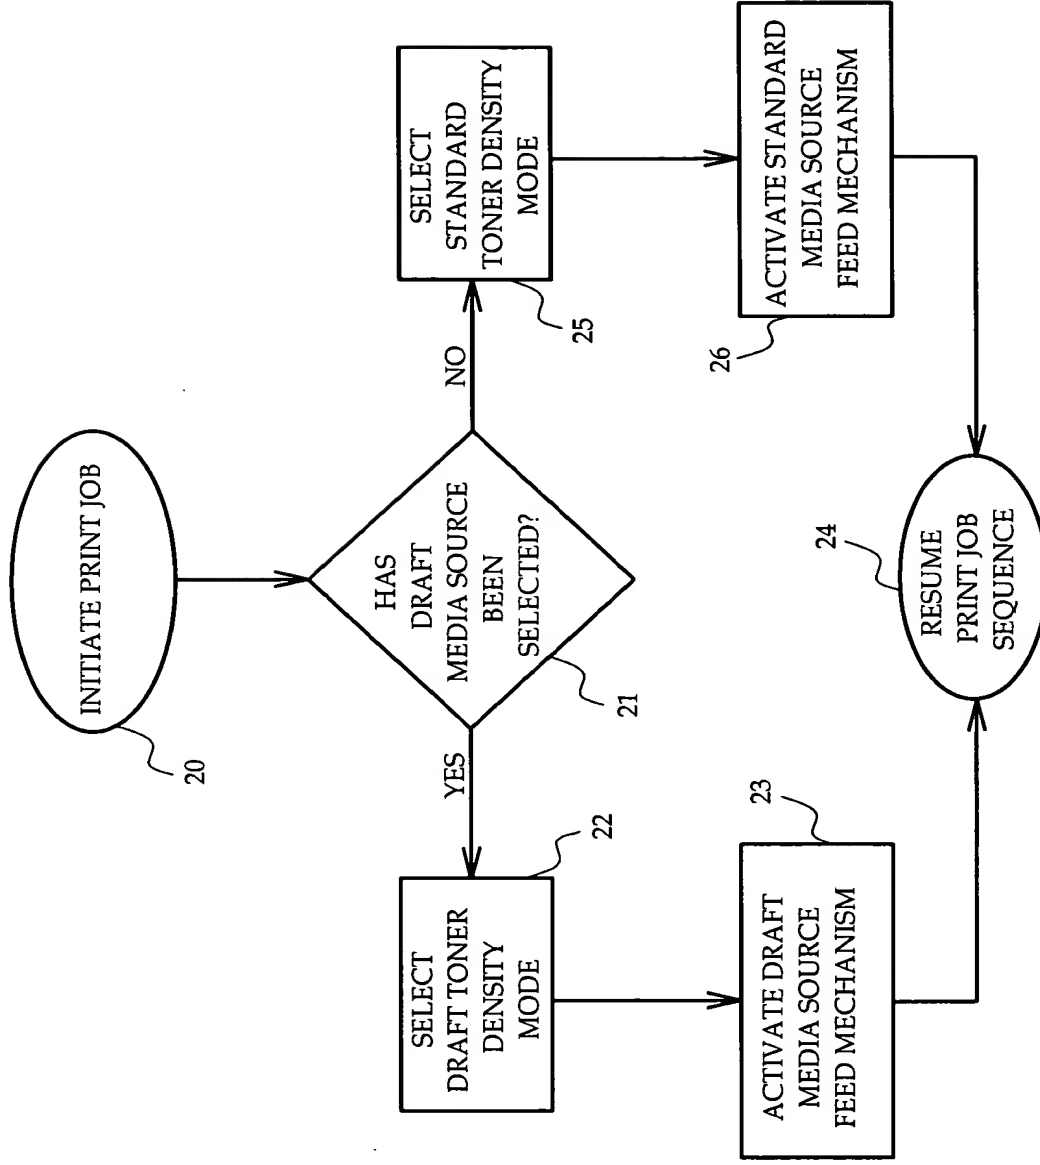 INITIATE PRINT JOB
20
HAS
DRAFT
MEDIA SOURCE
BEEN
SELECTED?
21
YES
NO
SELECT
DRAFT TONER
DENSITY
MODE
22
SELECT
STANDARD
TONER DENSITY
MODE
25
ACTIVATE DRAFT
MEDIA SOURCE
FEED MECHANISM
23
ACTIVATE STANDARD
MEDIA SOURCE
FEED MECHANISM
26
RESUME
PRINT JOB
SEQUENCE
24